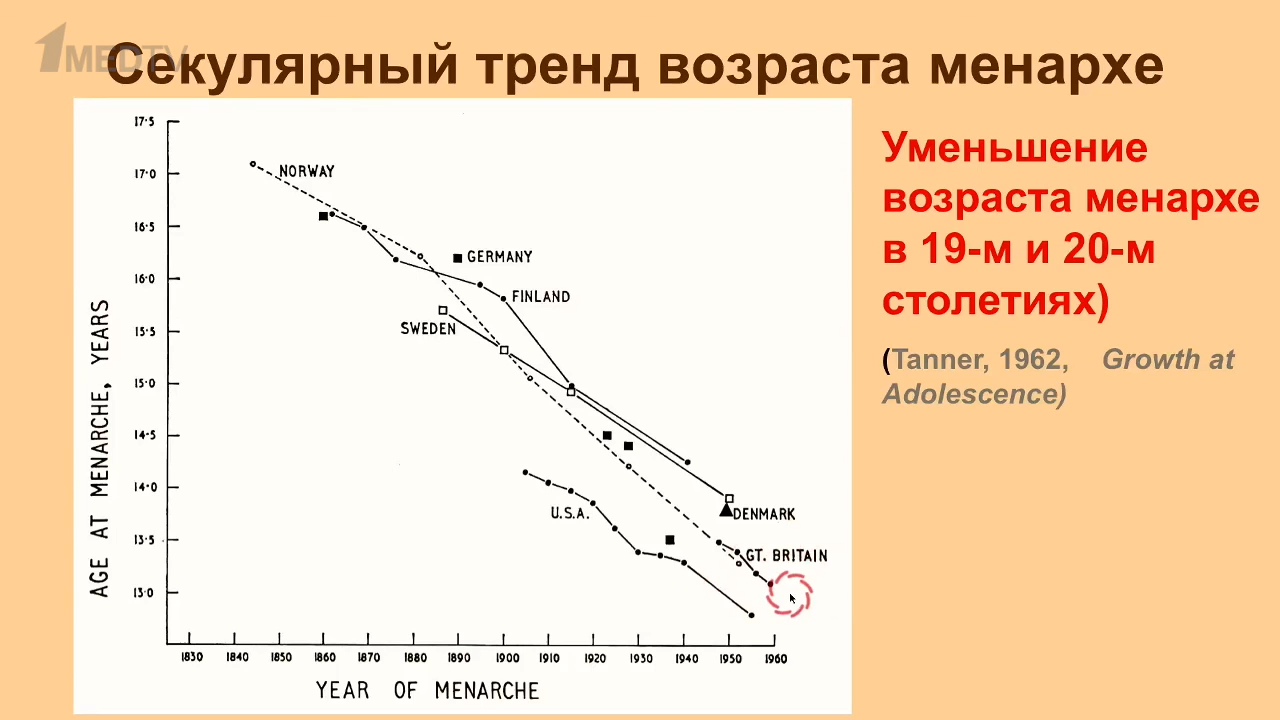 1MEDTV
Секулярный тренд возраста менархе
17·5
17·0
16·5
16·0
15·5
15·0
14·5
14·0
13·5
13·0
AGE AT MENARCHE, YEARS
NORWAY
GERMANY
FINLAND
SWEDEN
U.S.A.
DENMARK
GT. BRITAIN
1830 1840 1850 1860 1870 1880 1890 1900 1910 1920 1930 1940 1950 1960
YEAR OF MENARCHE
Уменьшение
возраста менархе
в 19-м и 20-м
столетиях)
(Tanner, 1962, Growth at
Adolescence)